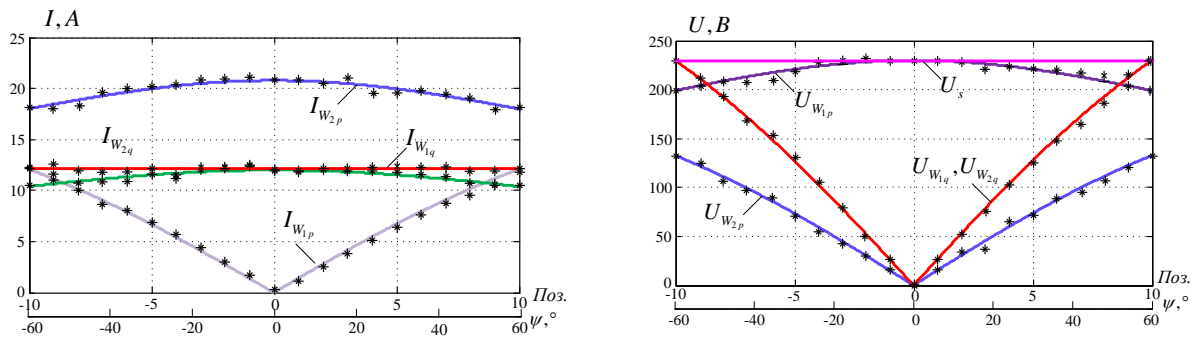 I, A
25
20
15
10
5
0
I_{W_{2p}}
I_{W_{2q}}
I_{W_{1q}}
I_{W_{1p}}
-10 -5 0 5 10 Поз.
-60 -40 -20 0 20 40 60 ψ,°
U, B
250
200
150
100
50
0
U_s
U_{W_{1p}}
U_{W_{1q}}, U_{W_{2q}}
U_{W_{2p}}
-10 -5 0 5 10 Поз.
-60 -40 -20 0 20 40 60 ψ,°